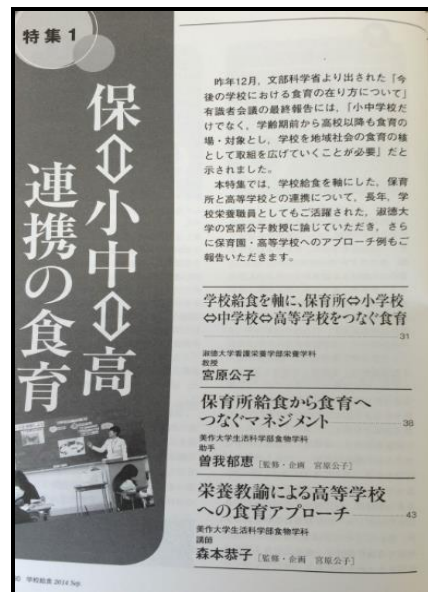 特集1
保⇔小中⇔高
連携の食育
昨年12月，文部科学省より出された「今
後の学校における食育の在り方について」
有識者会議の最終報告には，「小中学校だ
けでなく，学齢期前から高校以降も食育の
場・対象とし，学校を地域社会の食育の核
として取組を広げていくことが必要」だと
示されました。
本特集では，学校給食を軸にした，保育
所と高等学校との連携について，長年，学
校栄養職員としてもご活躍された，淑徳大
学の宮原公子教授に論じていただき，さら
に保育園・高等学校へのアプローチ例もご
報告いただきます。
学校給食を軸に、保育所⇔小学校
⇔中学校⇔高等学校をつなぐ食育
31
淑徳大学看護栄養学部栄養学科
教授
宮原公子
保育所給食から食育へ
つなぐマネジメント 38
美作大学生活科学部食物学科
助手
曽我郁恵［監修・企画 宮原公子］
栄養教諭による高等学校
への食育アプローチ 43
美作大学生活科学部食物学科
講師
森本恭子［監修・企画 宮原公子］
学校給食 2014 Sep.